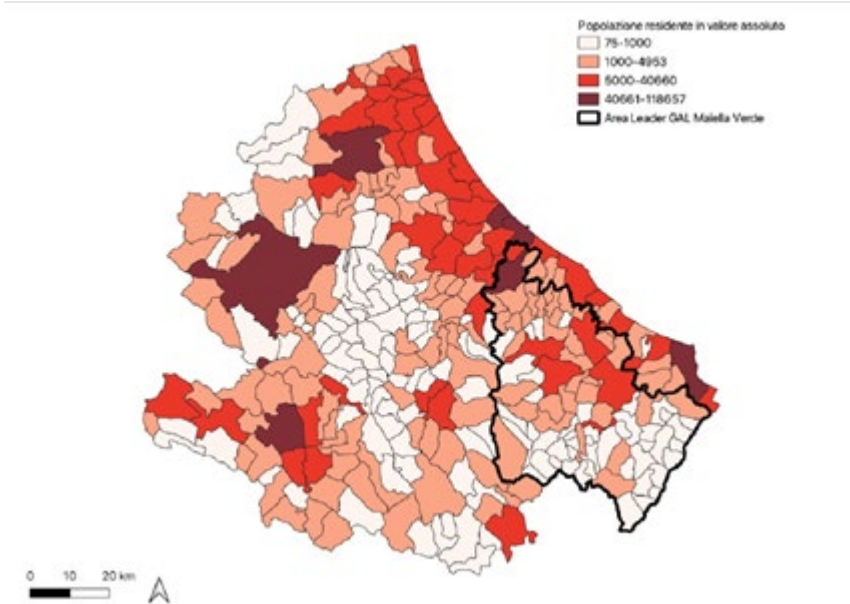 Popolazione residente in valore assoluto
75-1000
1000-4953
5000-40660
40661-118657
Area Leader GAL Maiella Verde
0 10 20 km